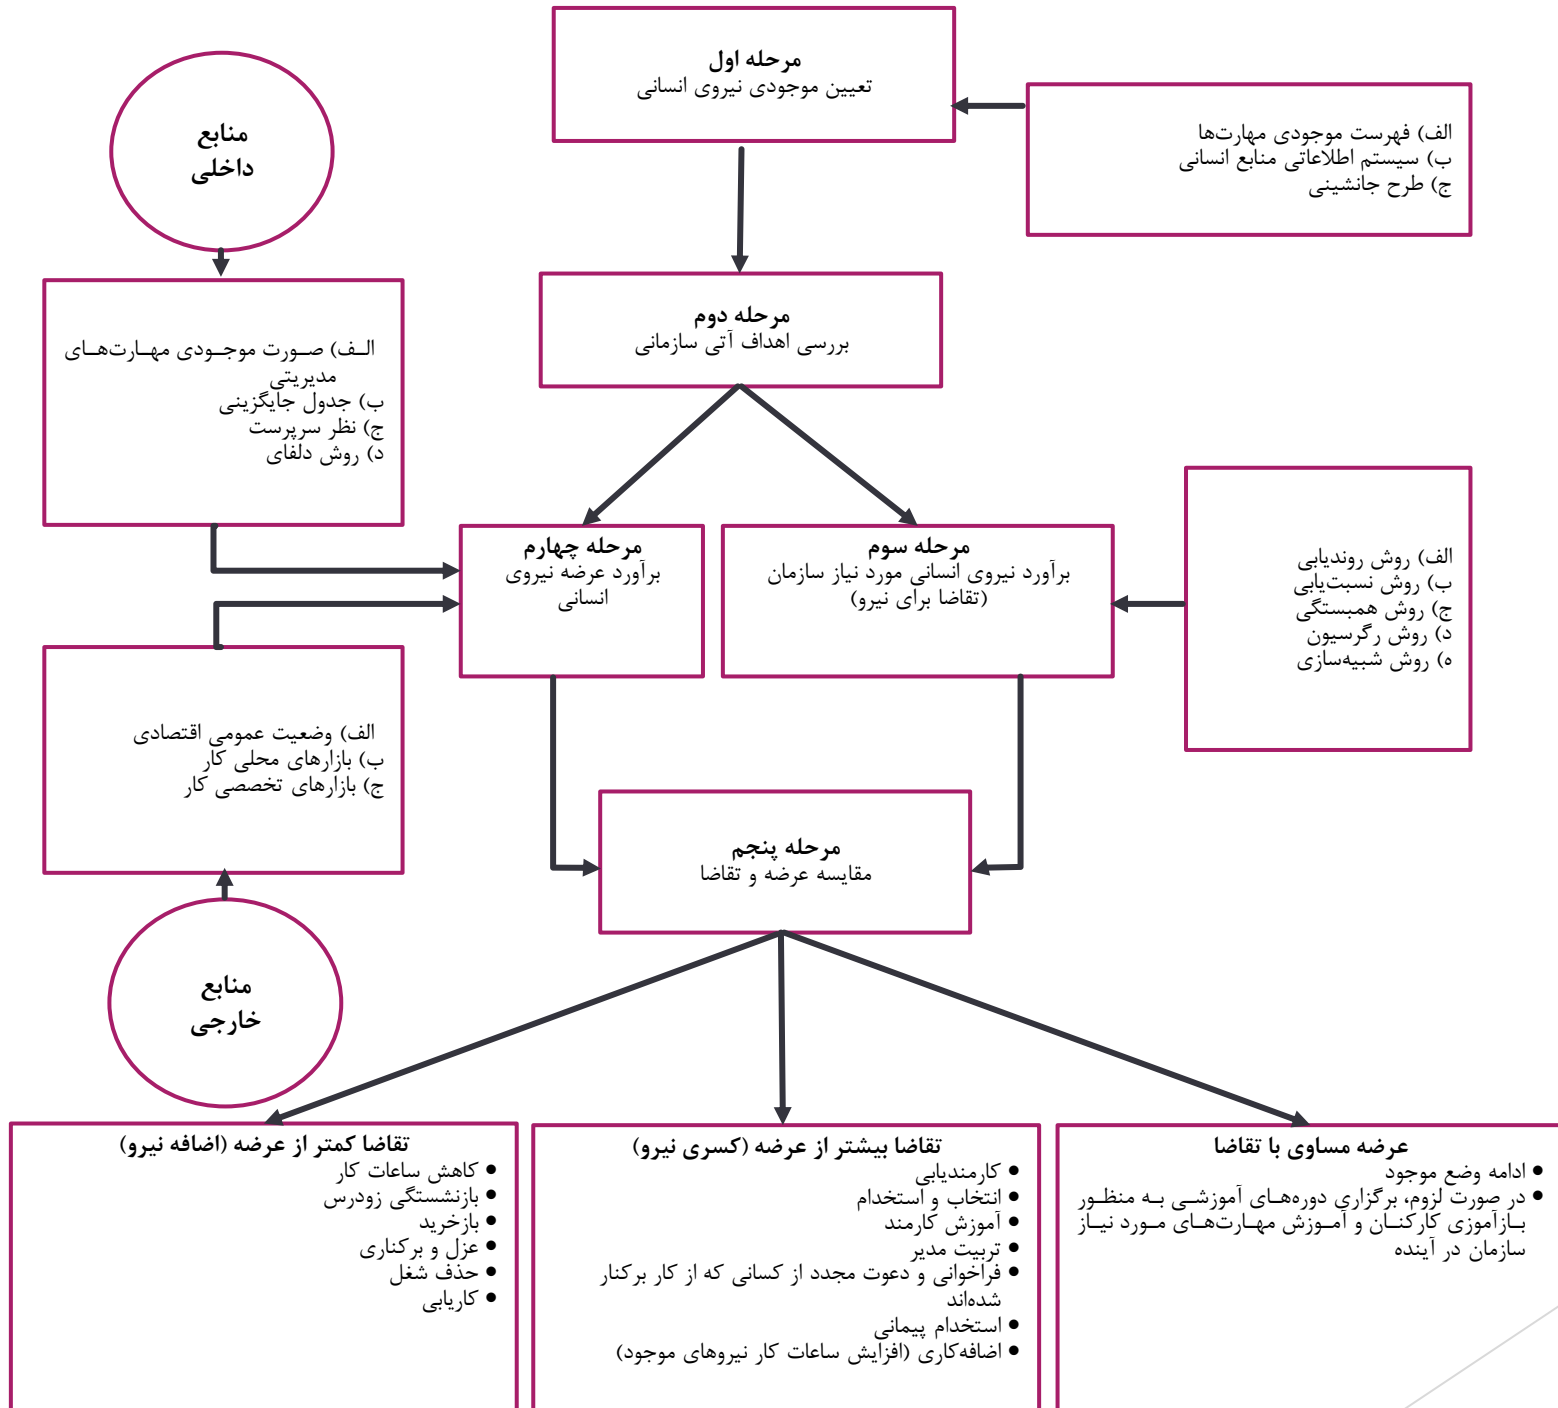 مرحله اول
تعیین موجودی نیروی انسانی
الف) فهرست موجودی مهارت‌ها
ب) سیستم اطلاعاتی منابع انسانی
ج) طرح جانشینی
منابع
داخلی
مرحله دوم
بررسی اهداف آتی سازمانی
الـف) صـورت موجـودی مهـارت‌هـای
مدیریتی
ب) جدول جایگزینی
ج) نظر سرپرست
د) روش دلفای
مرحله سوم
برآورد نیروی انسانی مورد نیاز سازمان
(تقاضا برای نیرو)
الف) روش روندیابی
ب) روش نسبت‌یابی
ج) روش همبستگی
د) روش رگرسیون
ه) روش شبیه‌سازی
مرحله چهارم
برآورد عرضه نیروی
انسانی
الف) وضعیت عمومی اقتصادی
ب) بازارهای محلی کار
ج) بازارهای تخصصی کار
منابع
خارجی
مرحله پنجم
مقایسه عرضه و تقاضا
عرضه مساوی با تقاضا
● ادامه وضع موجود
● در صورت لزوم، برگزاری دوره‌هـای آموزشـی بـه منظـور
بـازآموزی کارکنـان و آمـوزش مهـارت‌هـای مـورد نیـاز
سازمان در آینده
تقاضا بیشتر از عرضه (کسری نیرو)
● کارمندیابی
● انتخاب و استخدام
● آموزش کارمند
● تربیت مدیر
● فراخوانی و دعوت مجدد از کسانی که از کار برکنار
شده‌اند
● استخدام پیمانی
● اضافه‌کاری (افزایش ساعات کار نیروهای موجود)
تقاضا کمتر از عرضه (اضافه نیرو)
● کاهش ساعات کار
● بازنشستگی زودرس
● بازخرید
● عزل و برکناری
● حذف شغل
● کاریابی